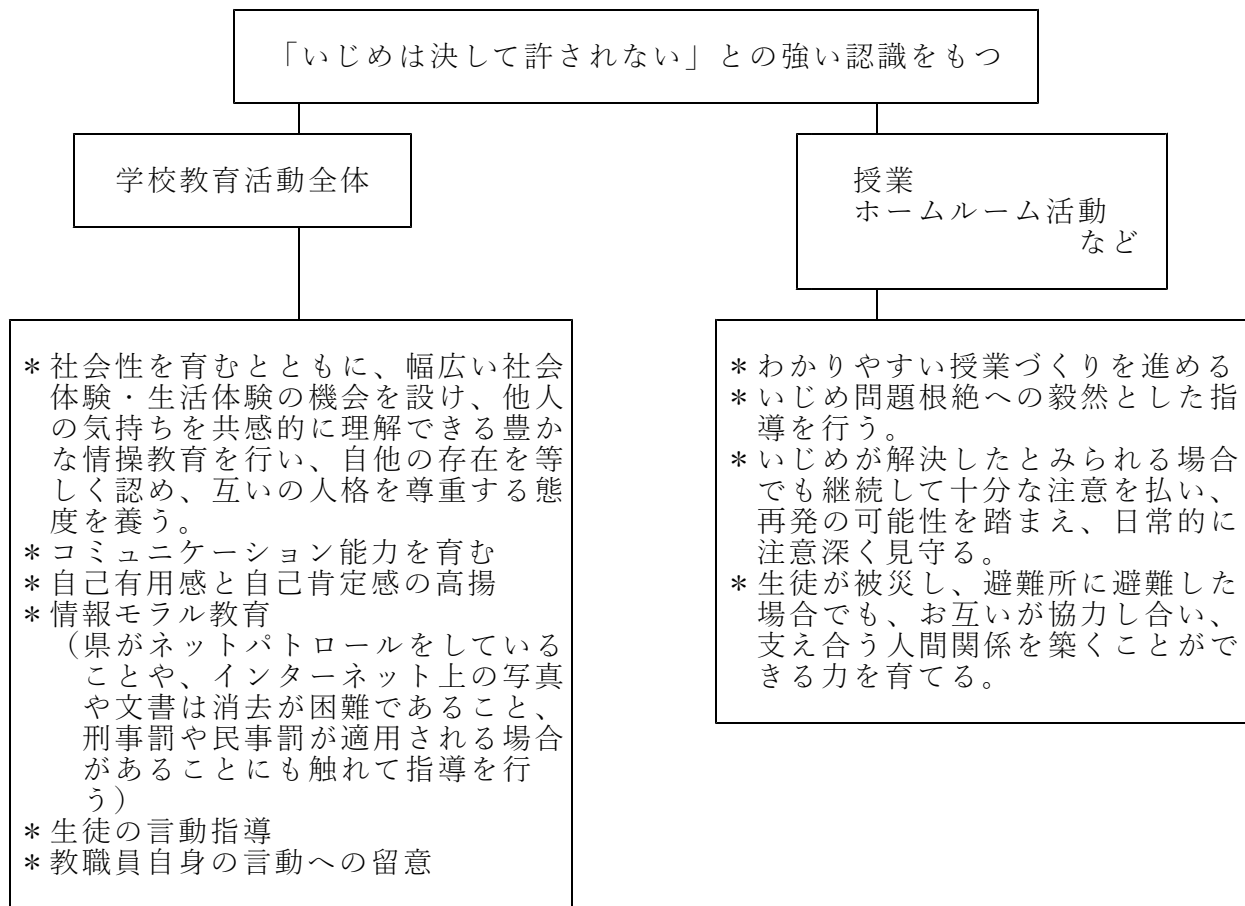 「いじめは決して許されない」との強い認識をもつ
学校教育活動全体
授業
ホームルーム活動
など
＊社会性を育むとともに、幅広い社会
体験・生活体験の機会を設け、他人
の気持ちを共感的に理解できる豊か
な情操教育を行い、自他の存在を等
しく認め、互いの人格を尊重する態
度を養う。
＊コミュニケーション能力を育む
＊自己有用感と自己肯定感の高揚
＊情報モラル教育
（県がネットパトロールをしている
ことや、インターネット上の写真
や文書は消去が困難であること、
刑事罰や民事罰が適用される場合
があることにも触れて指導を行
う）
＊生徒の言動指導
＊教職員自身の言動への留意
＊わかりやすい授業づくりを進める
＊いじめ問題根絶への毅然とした指
導を行う。
＊いじめが解決したとみられる場合
でも継続して十分な注意を払い、
再発の可能性を踏まえ、日常的に
注意深く見守る。
＊生徒が被災し、避難所に避難した
場合でも、お互いが協力し合い、
支え合う人間関係を築くことがで
きる力を育てる。